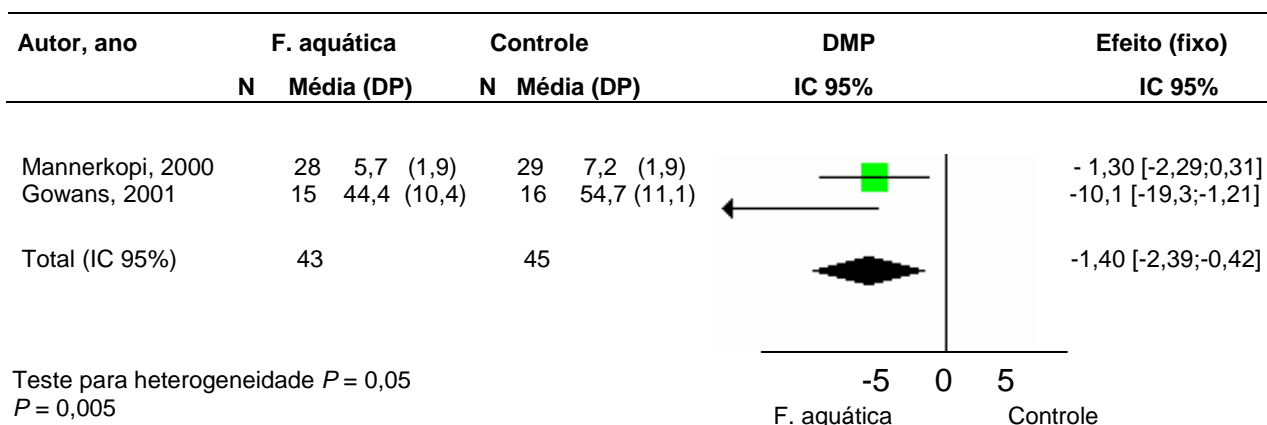 Autor, ano F. aquática Controle DMP Efeito (fixo)
N Média (DP) N Média (DP) IC 95% IC 95%
Mannerkopi, 2000 28 5,7 (1,9) 29 7,2 (1,9) - 1,30 [-2,29;0,31]
Gowans, 2001 15 44,4 (10,4) 16 54,7 (11,1) -10,1 [-19,3;-1,21]
Total (IC 95%) 43 45 -1,40 [-2,39;-0,42]
Teste para heterogeneidade P = 0,05 -5 0 5
P = 0,005
F. aquática Controle